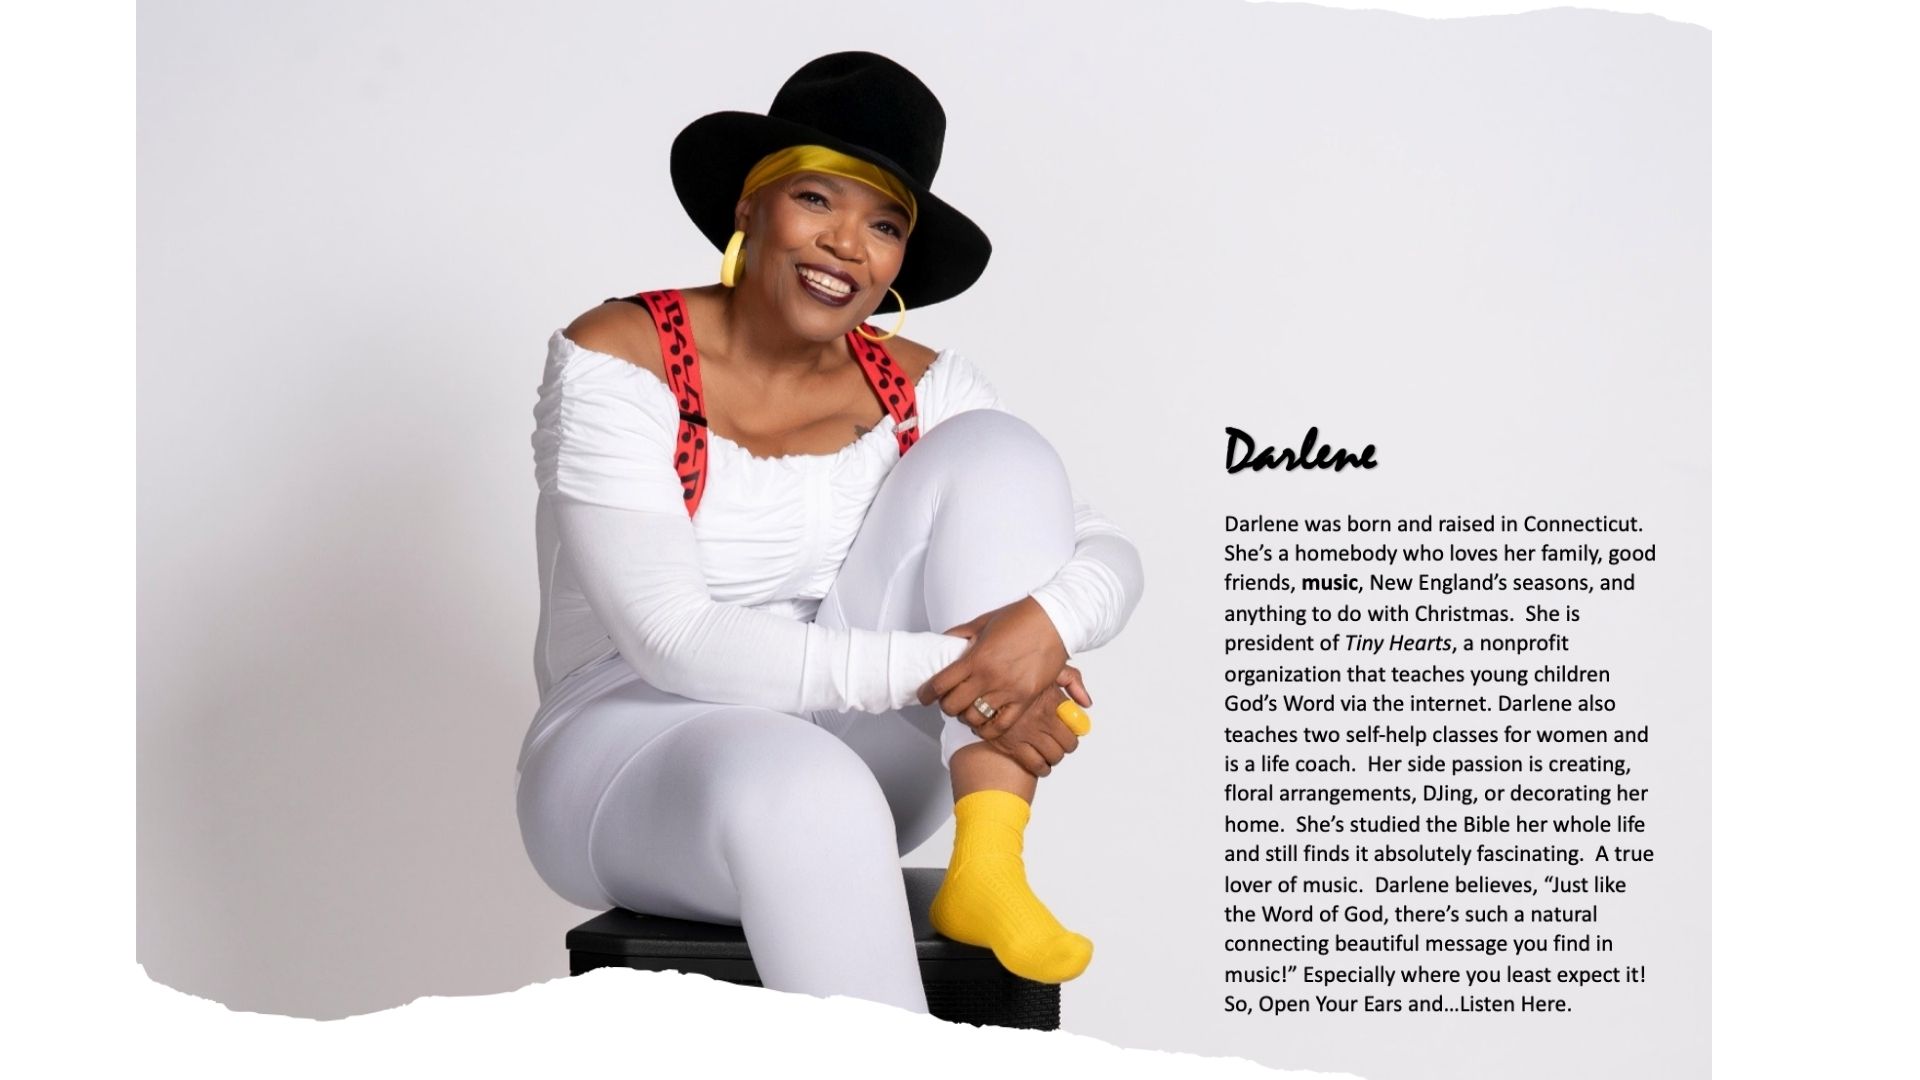 Darlene
Darlene was born and raised in Connecticut.
She’s a homebody who loves her family, good
friends, music, New England’s seasons, and
anything to do with Christmas.  She is
president of Tiny Hearts, a nonprofit
organization that teaches young children
God’s Word via the internet. Darlene also
teaches two self-help classes for women and
is a life coach.  Her side passion is creating,
floral arrangements, DJing, or decorating her
home.  She’s studied the Bible her whole life
and still finds it absolutely fascinating.  A true
lover of music.  Darlene believes, “Just like
the Word of God, there’s such a natural
connecting beautiful message you find in
music!” Especially where you least expect it!
So, Open Your Ears and…Listen Here.